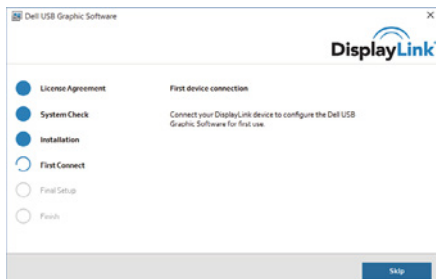 Dell USB Graphic Software
DisplayLink
License Agreement
System Check
Installation
First Connect
Final Setup
Finish
First device connection
Connect your DisplayLink device to configure the Dell USB
Graphic Software for first use.
Skip